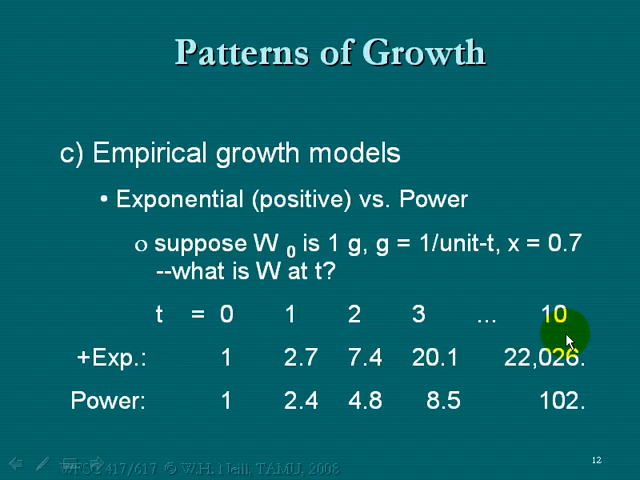 Patterns of Growth
c) Empirical growth models
• Exponential (positive) vs. Power
o suppose W 0 is 1 g, g = 1/unit-t, x = 0.7
--what is W at t?
t = 0 1 2 3 ... 10
+Exp.: 1 2.7 7.4 20.1 22,026.
Power: 1 2.4 4.8 8.5 102.
WFSC 417/617 © W.H. Neill, TAMU, 2008
12